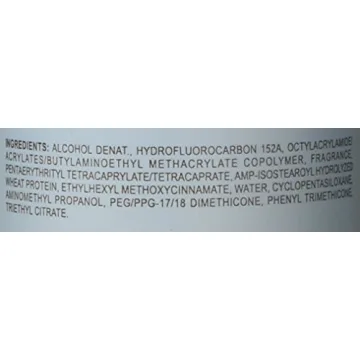 INGREDIENTS: ALCOHOL DENAT., HYDROFLUOROCARBON 152A, OCTYLACRYLAMIDE/
ACRYLATES/BUTYLAMINOETHYL METHACRYLATE COPOLYMER, FRAGRANCE,
PENTAERYTHRITYL TETRACAPRYLATE/TETRACAPRATE, AMP-ISOSTEAROYL HYDROLYZED
WHEAT PROTEIN, ETHYLHEXYL METHOXYCINNAMATE, WATER, CYCLOPENTASILOXANE,
AMINOMETHYL PROPANOL, PEG/PPG-17/18 DIMETHICONE, PHENYL TRIMETHICONE,
TRIETHYL CITRATE.